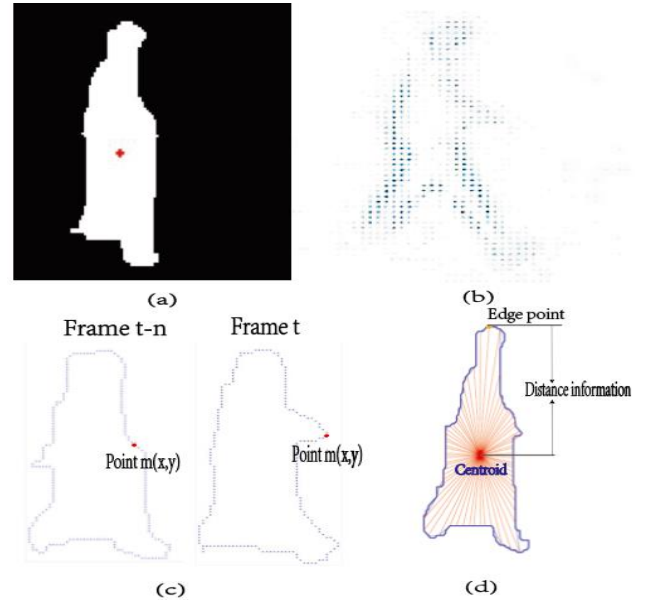 (a)
(b)
Frame t-n
Frame t
Point m(x,y)
Point m(x,y)
(c)
Edge point
Distance information
Centroid
(d)